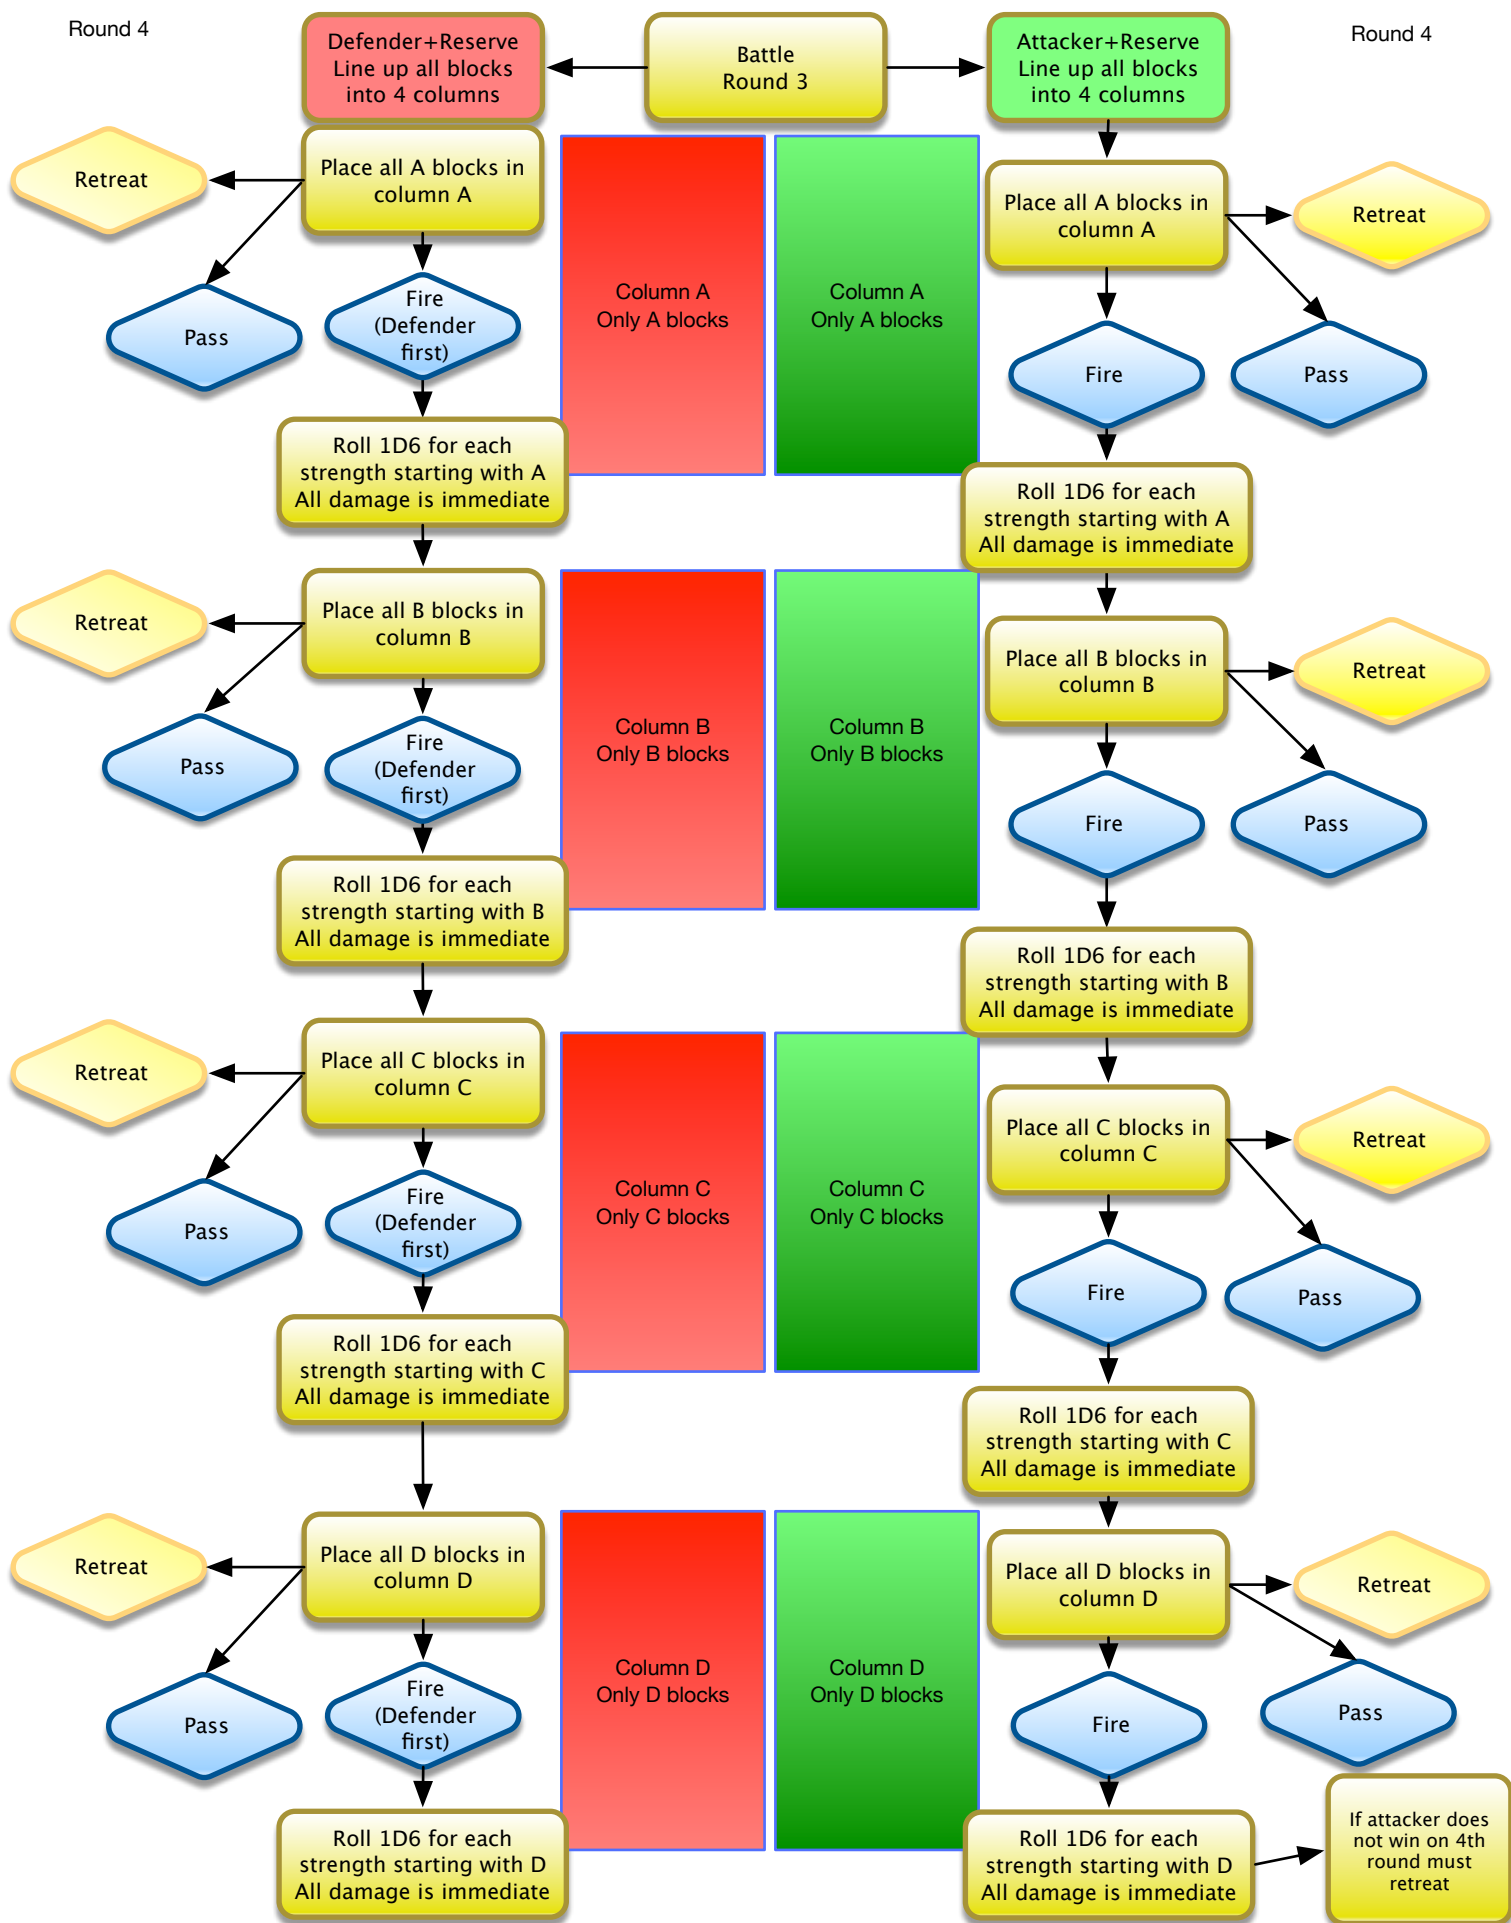 Round 4
Defender+Reserve
Line up all blocks
into 4 columns
Battle
Round 3
Attacker+Reserve
Line up all blocks
into 4 columns
Round 4
Retreat
Place all A blocks in
column A
Pass
Fire
(Defender
first)
Roll 1D6 for each
strength starting with A
All damage is immediate
Column A
Only A blocks
Column A
Only A blocks
Place all A blocks in
column A
Retreat
Fire
Pass
Roll 1D6 for each
strength starting with A
All damage is immediate
Retreat
Place all B blocks in
column B
Pass
Fire
(Defender
first)
Roll 1D6 for each
strength starting with B
All damage is immediate
Column B
Only B blocks
Column B
Only B blocks
Place all B blocks in
column B
Retreat
Fire
Pass
Roll 1D6 for each
strength starting with B
All damage is immediate
Retreat
Place all C blocks in
column C
Pass
Fire
(Defender
first)
Roll 1D6 for each
strength starting with C
All damage is immediate
Column C
Only C blocks
Column C
Only C blocks
Place all C blocks in
column C
Retreat
Fire
Pass
Roll 1D6 for each
strength starting with C
All damage is immediate
Retreat
Place all D blocks in
column D
Pass
Fire
(Defender
first)
Roll 1D6 for each
strength starting with D
All damage is immediate
Column D
Only D blocks
Column D
Only D blocks
Place all D blocks in
column D
Retreat
Fire
Pass
Roll 1D6 for each
strength starting with D
All damage is immediate
If attacker does
not win on 4th
round must
retreat